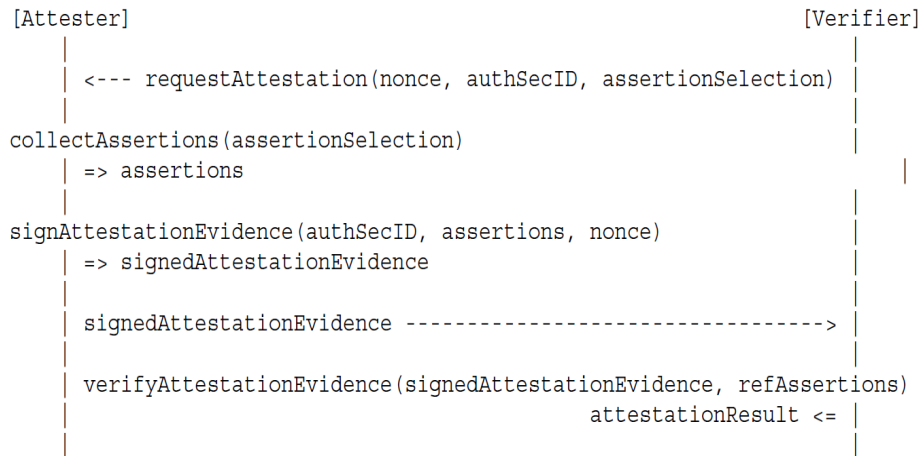 [Attester] [Verifier]
| |
| <--- requestAttestation(nonce, authSecID, assertionSelection) |
| |
collectAssertions(assertionSelection) |
| => assertions |
| |
signAttestationEvidence(authSecID, assertions, nonce) |
| => signedAttestationEvidence |
| |
| signedAttestationEvidence ----------------------------------> |
| |
| verifyAttestationEvidence(signedAttestationEvidence, refAssertions)
| attestationResult <= |
| |